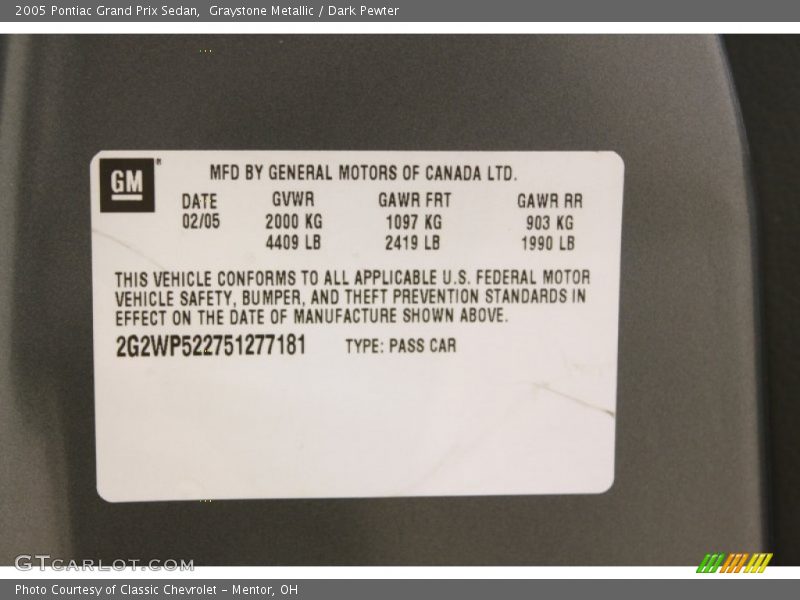 2005 Pontiac Grand Prix Sedan,  Graystone Metallic / Dark Pewter
GM
MFD BY GENERAL MOTORS OF CANADA LTD.
DATE GVWR GAWR FRT GAWR RR
02/05 2000 KG 1097 KG 903 KG
4409 LB 2419 LB 1990 LB
THIS VEHICLE CONFORMS TO ALL APPLICABLE U.S. FEDERAL MOTOR
VEHICLE SAFETY, BUMPER, AND THEFT PREVENTION STANDARDS IN
EFFECT ON THE DATE OF MANUFACTURE SHOWN ABOVE.
2G2WP522751277181 TYPE: PASS CAR
GTCARLOT.COM
Photo Courtesy of Classic Chevrolet - Mentor, OH